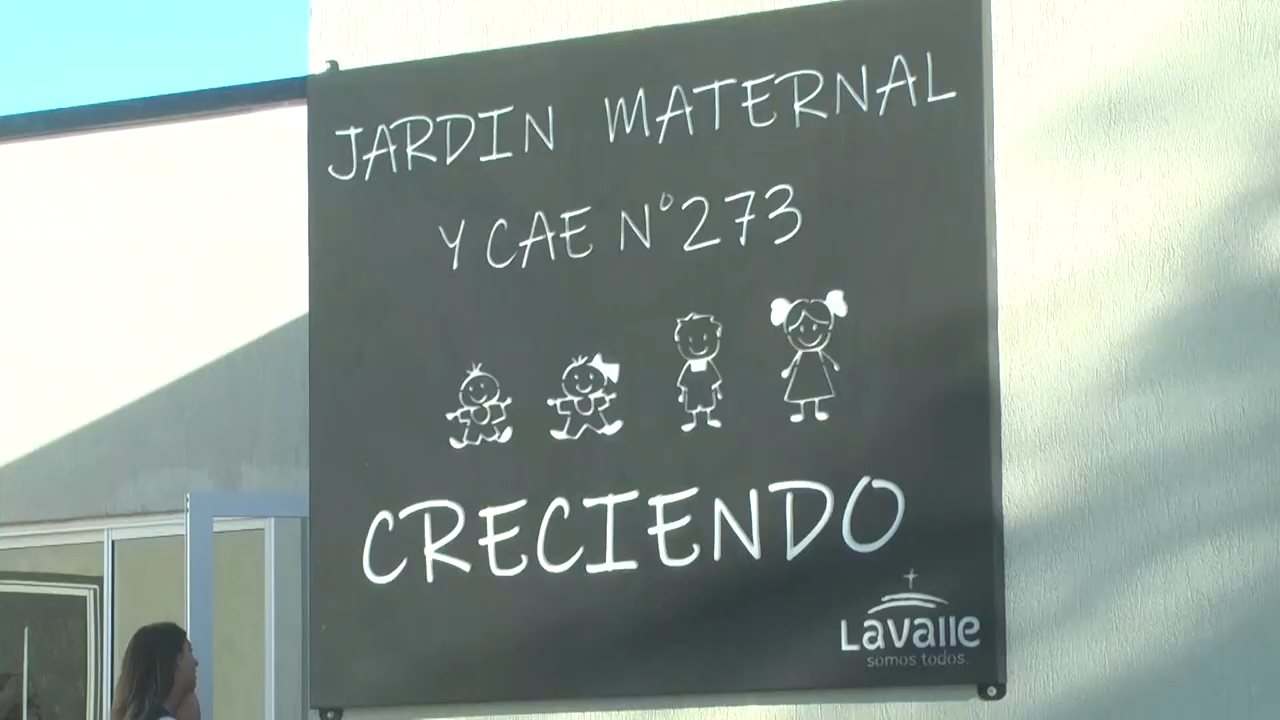 JARDIN MATERNAL
Y CAE N°273
CRECIENDO
Lavalle
somos todos.